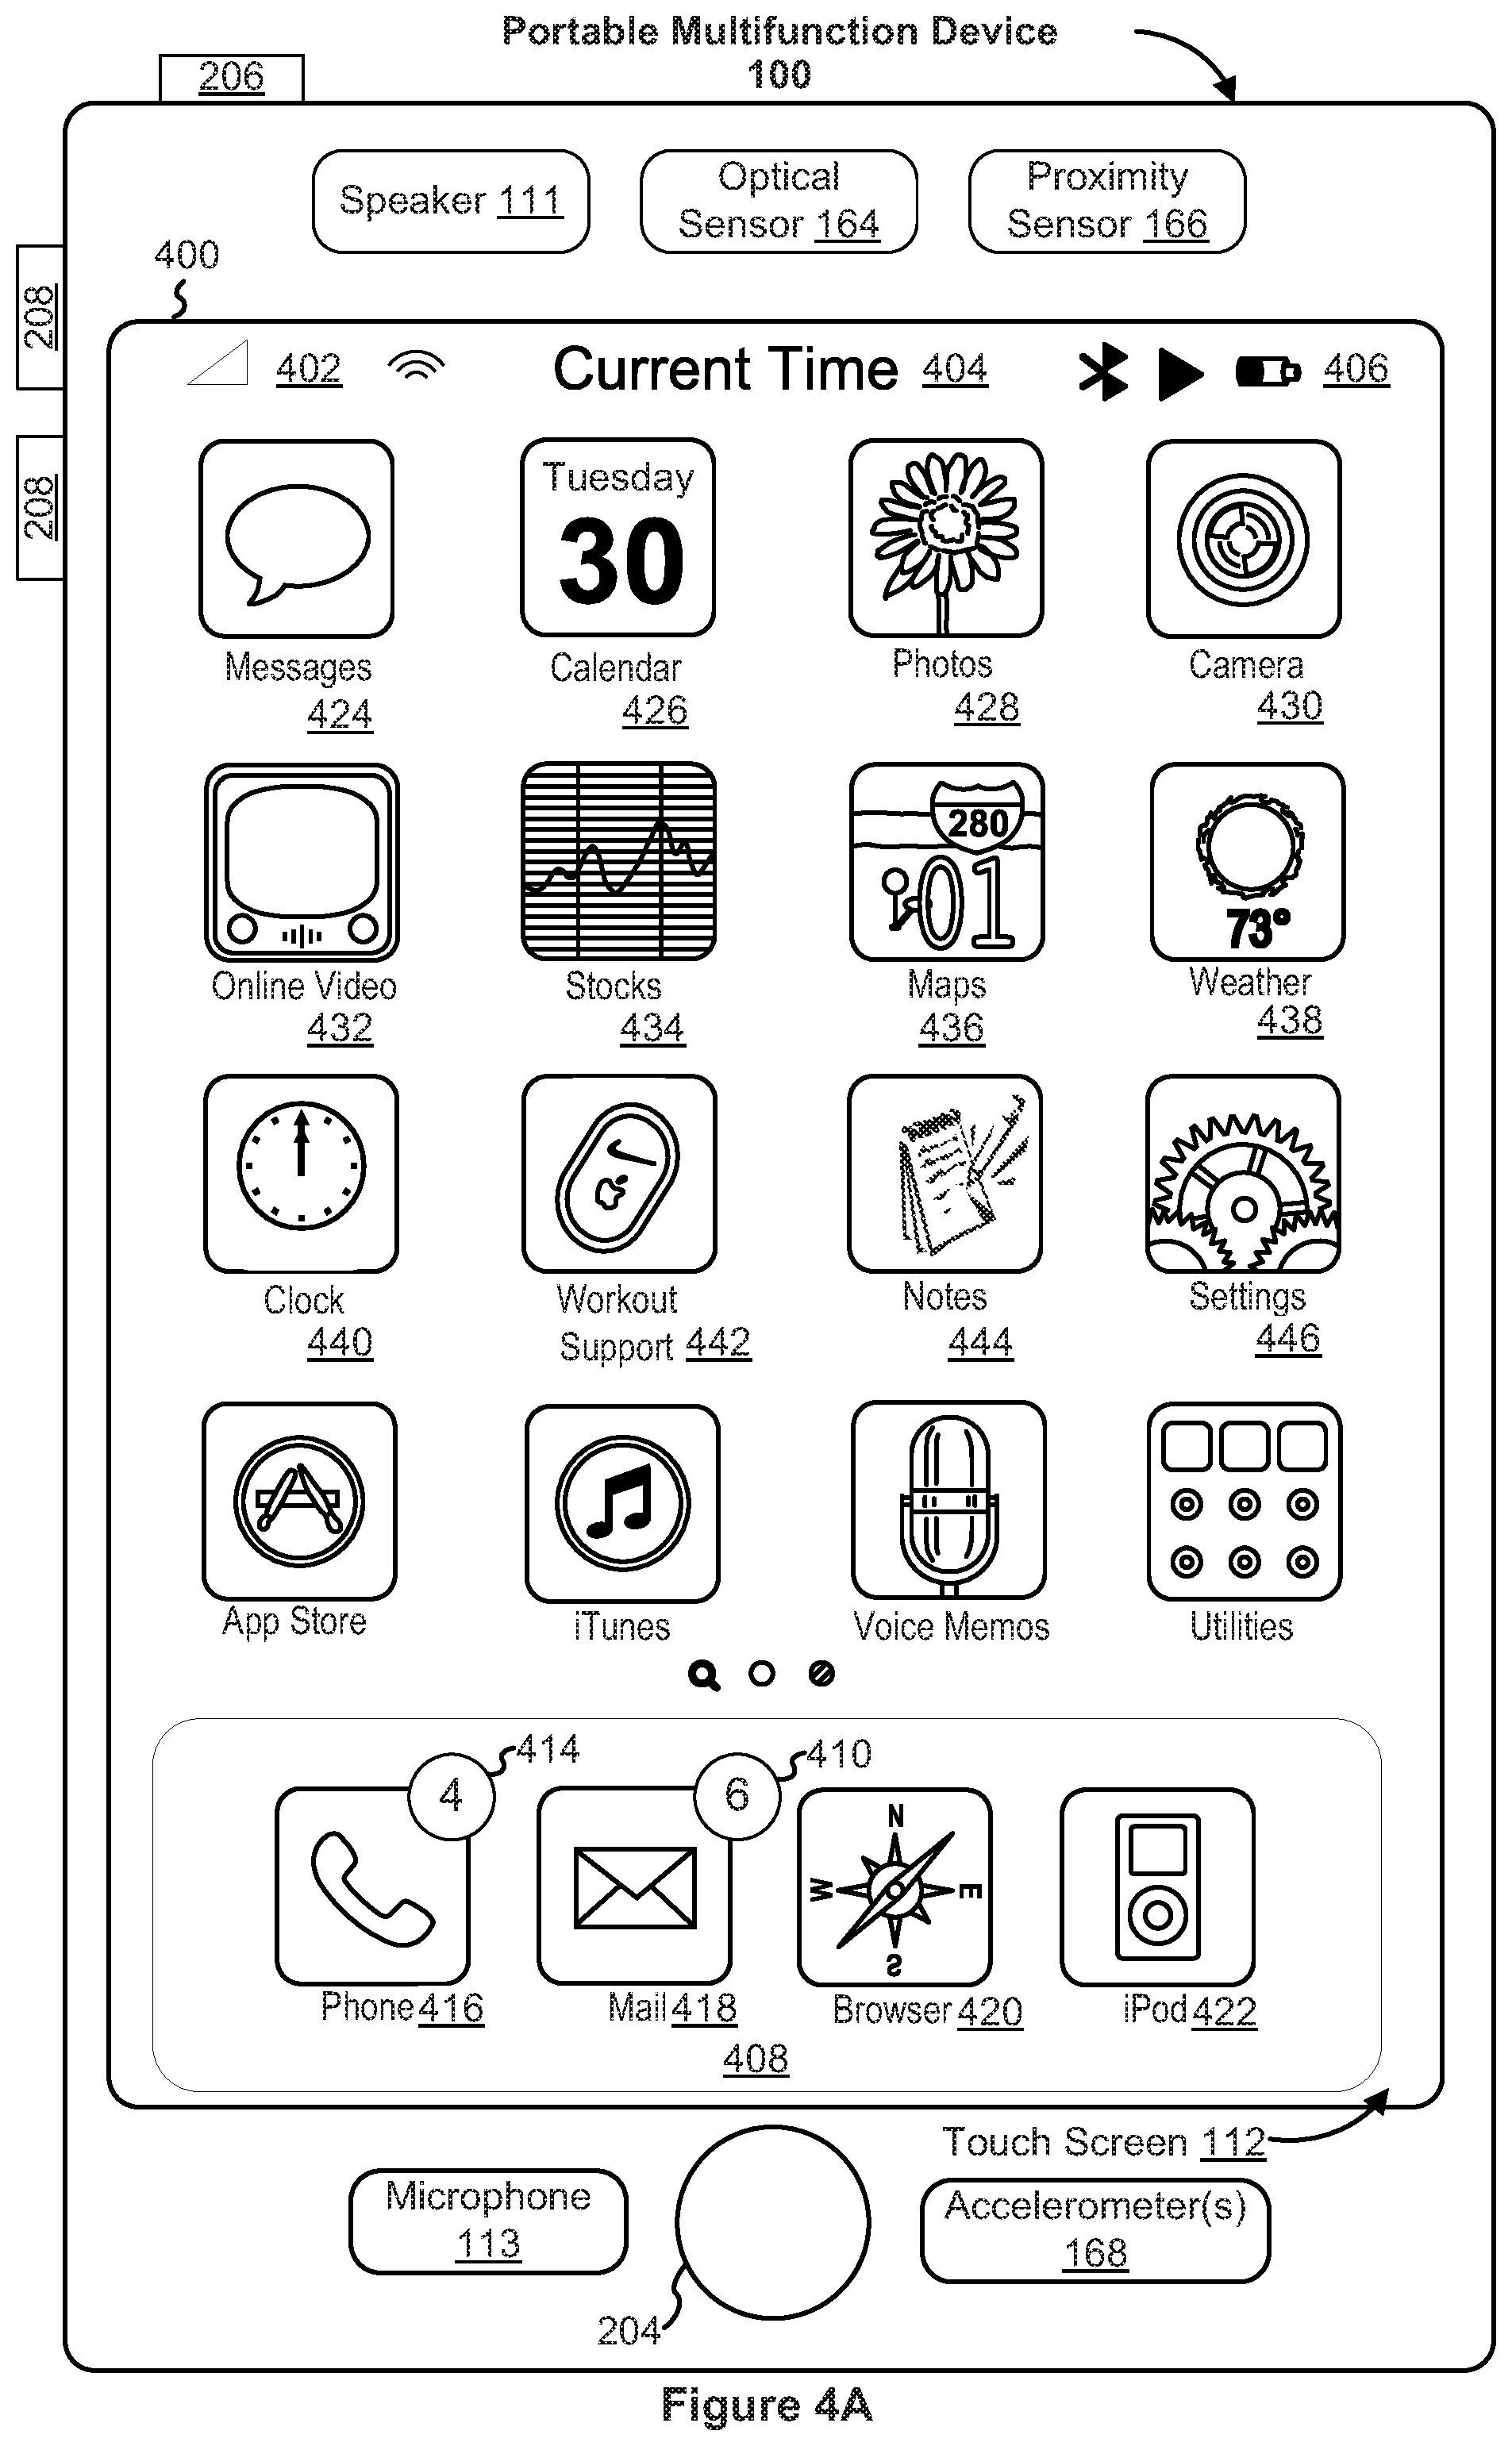 Portable Multifunction Device
100
206
Speaker 111
Optical
Sensor 164
Proximity
Sensor 166
400
208
208
402
Current Time 404
406
Tuesday
30
Messages
424
Calendar
426
Photos
428
Camera
430
280
01
73°
Online Video
432
Stocks
434
Maps
436
Weather
438
Clock
440
Workout
Support 442
Notes
444
Settings
446
App Store
iTunes
Voice Memos
Utilities
4
414
6
410
N
W
E
S
Phone 416
Mail 418
Browser 420
iPod 422
408
Touch Screen 112
Microphone
113
Accelerometer(s)
168
204
Figure 4A